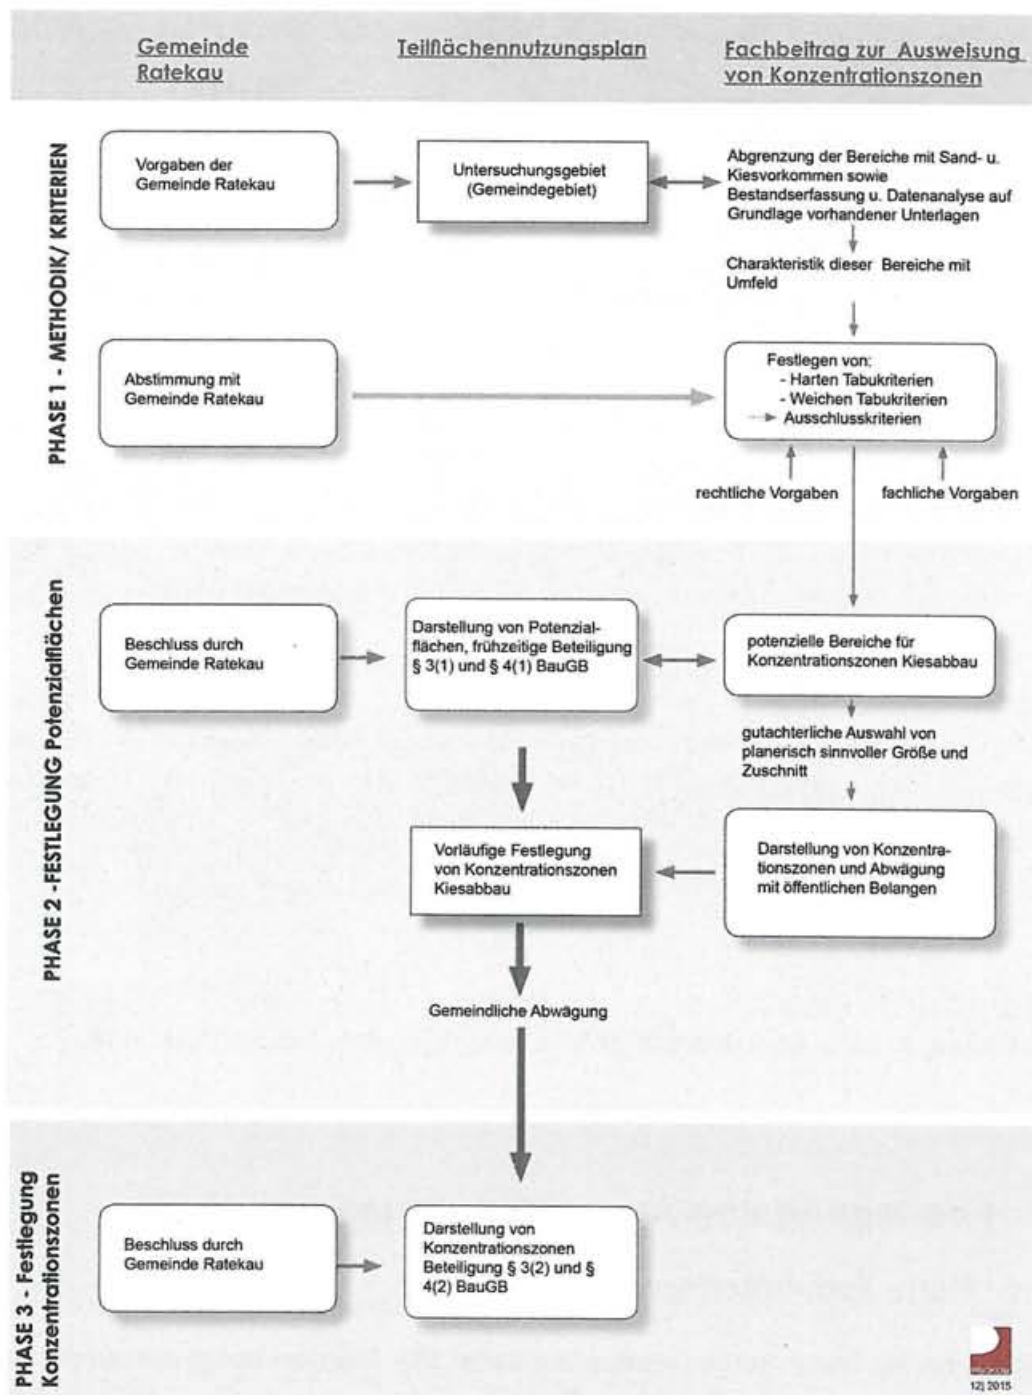 Gemeinde
Ratekau
Teilflächennutzungsplan
Fachbeitrag zur Ausweisung
von Konzentrationszonen
PHASE 1 - METHODIK/ KRITERIEN
Vorgaben der
Gemeinde Ratekau
Untersuchungsgebiet
(Gemeindegebiet)
Abgrenzung der Bereiche mit Sand- u.
Kiesvorkommen sowie
Bestandserfassung u. Datenanalyse auf
Grundlage vorhandener Unterlagen
Charakteristik dieser Bereiche mit
Umfeld
Abstimmung mit
Gemeinde Ratekau
Festlegen von:
- Harten Tabukriterien
- Weichen Tabukriterien
Ausschlusskriterien
rechtliche Vorgaben
fachliche Vorgaben
PHASE 2 -FESTLEGUNG Potenzialflächen
Beschluss durch
Gemeinde Ratekau
Darstellung von Potenzial-
flächen, frühzeitige Beteiligung
§ 3(1) und § 4(1) BauGB
potenzielle Bereiche für
Konzentrationszonen Kiesabbau
gutachterliche Auswahl von
planerisch sinnvoller Größe und
Zuschnitt
Vorläufige Festlegung
von Konzentrationszonen
Kiesabbau
Darstellung von Konzentra-
tionszonen und Abwägung
mit öffentlichen Belangen
Gemeindliche Abwägung
PHASE 3 - Festlegung
Konzentrationszonen
Beschluss durch
Gemeinde Ratekau
Darstellung von
Konzentrationszonen
Beteiligung § 3(2) und §
4(2) BauGB
12| 2015